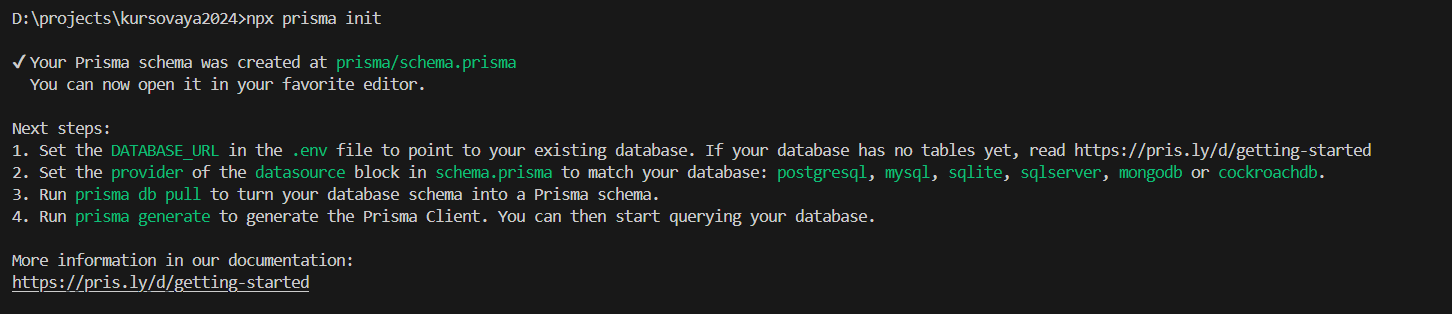 D:\projects\kursovaya2024>npx prisma init
✔ Your Prisma schema was created at prisma/schema.prisma
You can now open it in your favorite editor.
Next steps:
1. Set the DATABASE_URL in the .env file to point to your existing database. If your database has no tables yet, read https://pris.ly/d/getting-started
2. Set the provider of the datasource block in schema.prisma to match your database: postgresql, mysql, sqlite, sqlserver, mongodb or cockroachdb.
3. Run prisma db pull to turn your database schema into a Prisma schema.
4. Run prisma generate to generate the Prisma Client. You can then start querying your database.
More information in our documentation:
https://pris.ly/d/getting-started